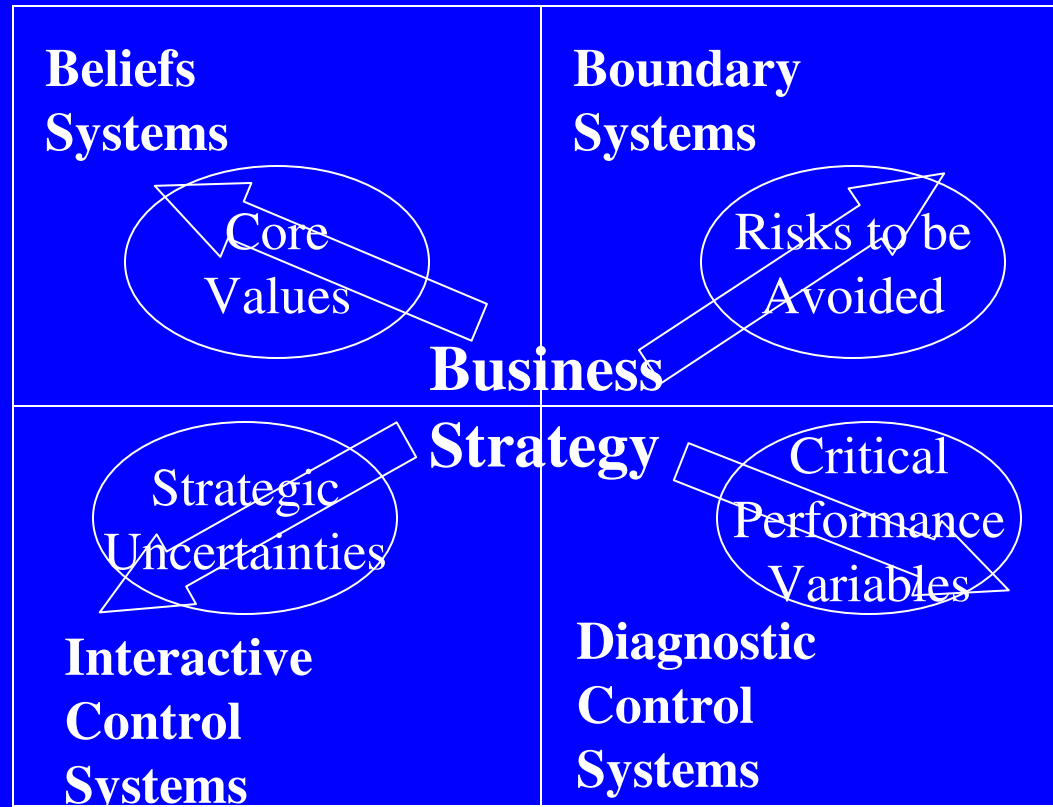 Beliefs
Systems
Core
Values
Boundary
Systems
Risks to be
Avoided
Business
Strategy
Strategic
Uncertainties
Interactive
Control
Systems
Critical
Performance
Variables
Diagnostic
Control
Systems